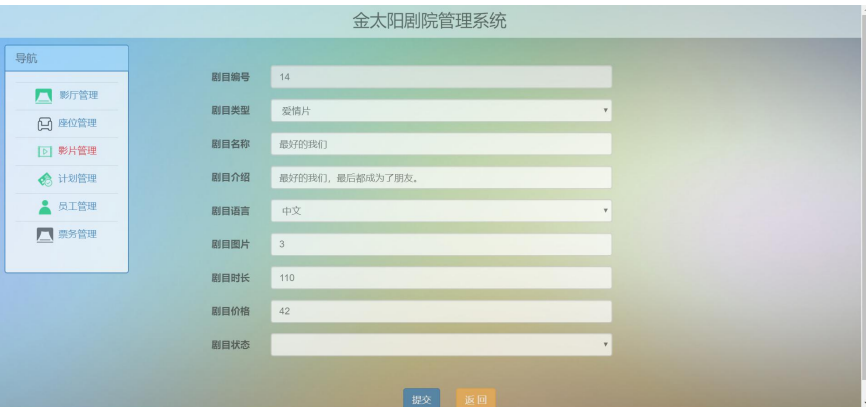 金太阳剧院管理系统
导航
影厅管理
座位管理
影片管理
计划管理
员工管理
票务管理
剧目编号 14
剧目类型 爱情片
剧目名称 最好的我们
剧目介绍 最好的我们，最后都成为了朋友。
剧目语言 中文
剧目图片 3
剧目时长 110
剧目价格 42
剧目状态
提交 返回